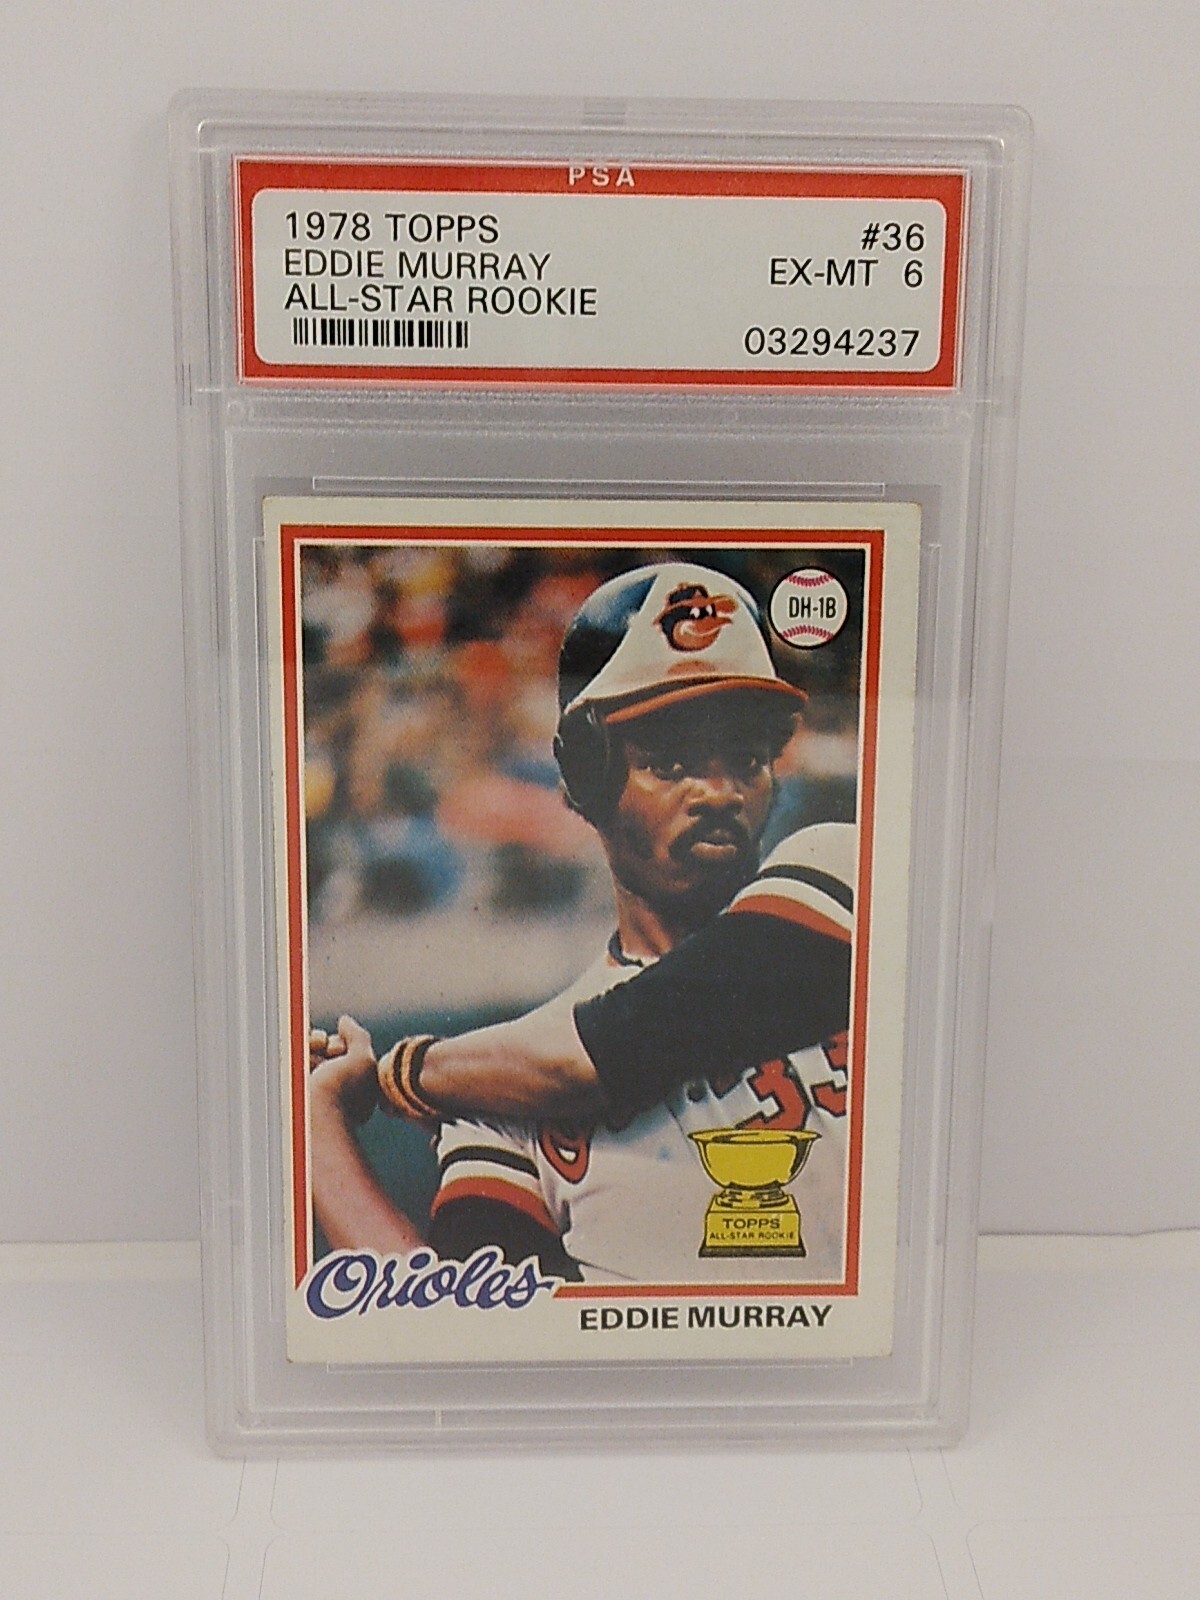 PSA
1978 TOPPS #36
EDDIE MURRAY EX-MT 6
ALL-STAR ROOKIE
03294237
DH-1B
33
TOPPS
ALL-STAR ROOKIE
Orioles
EDDIE MURRAY